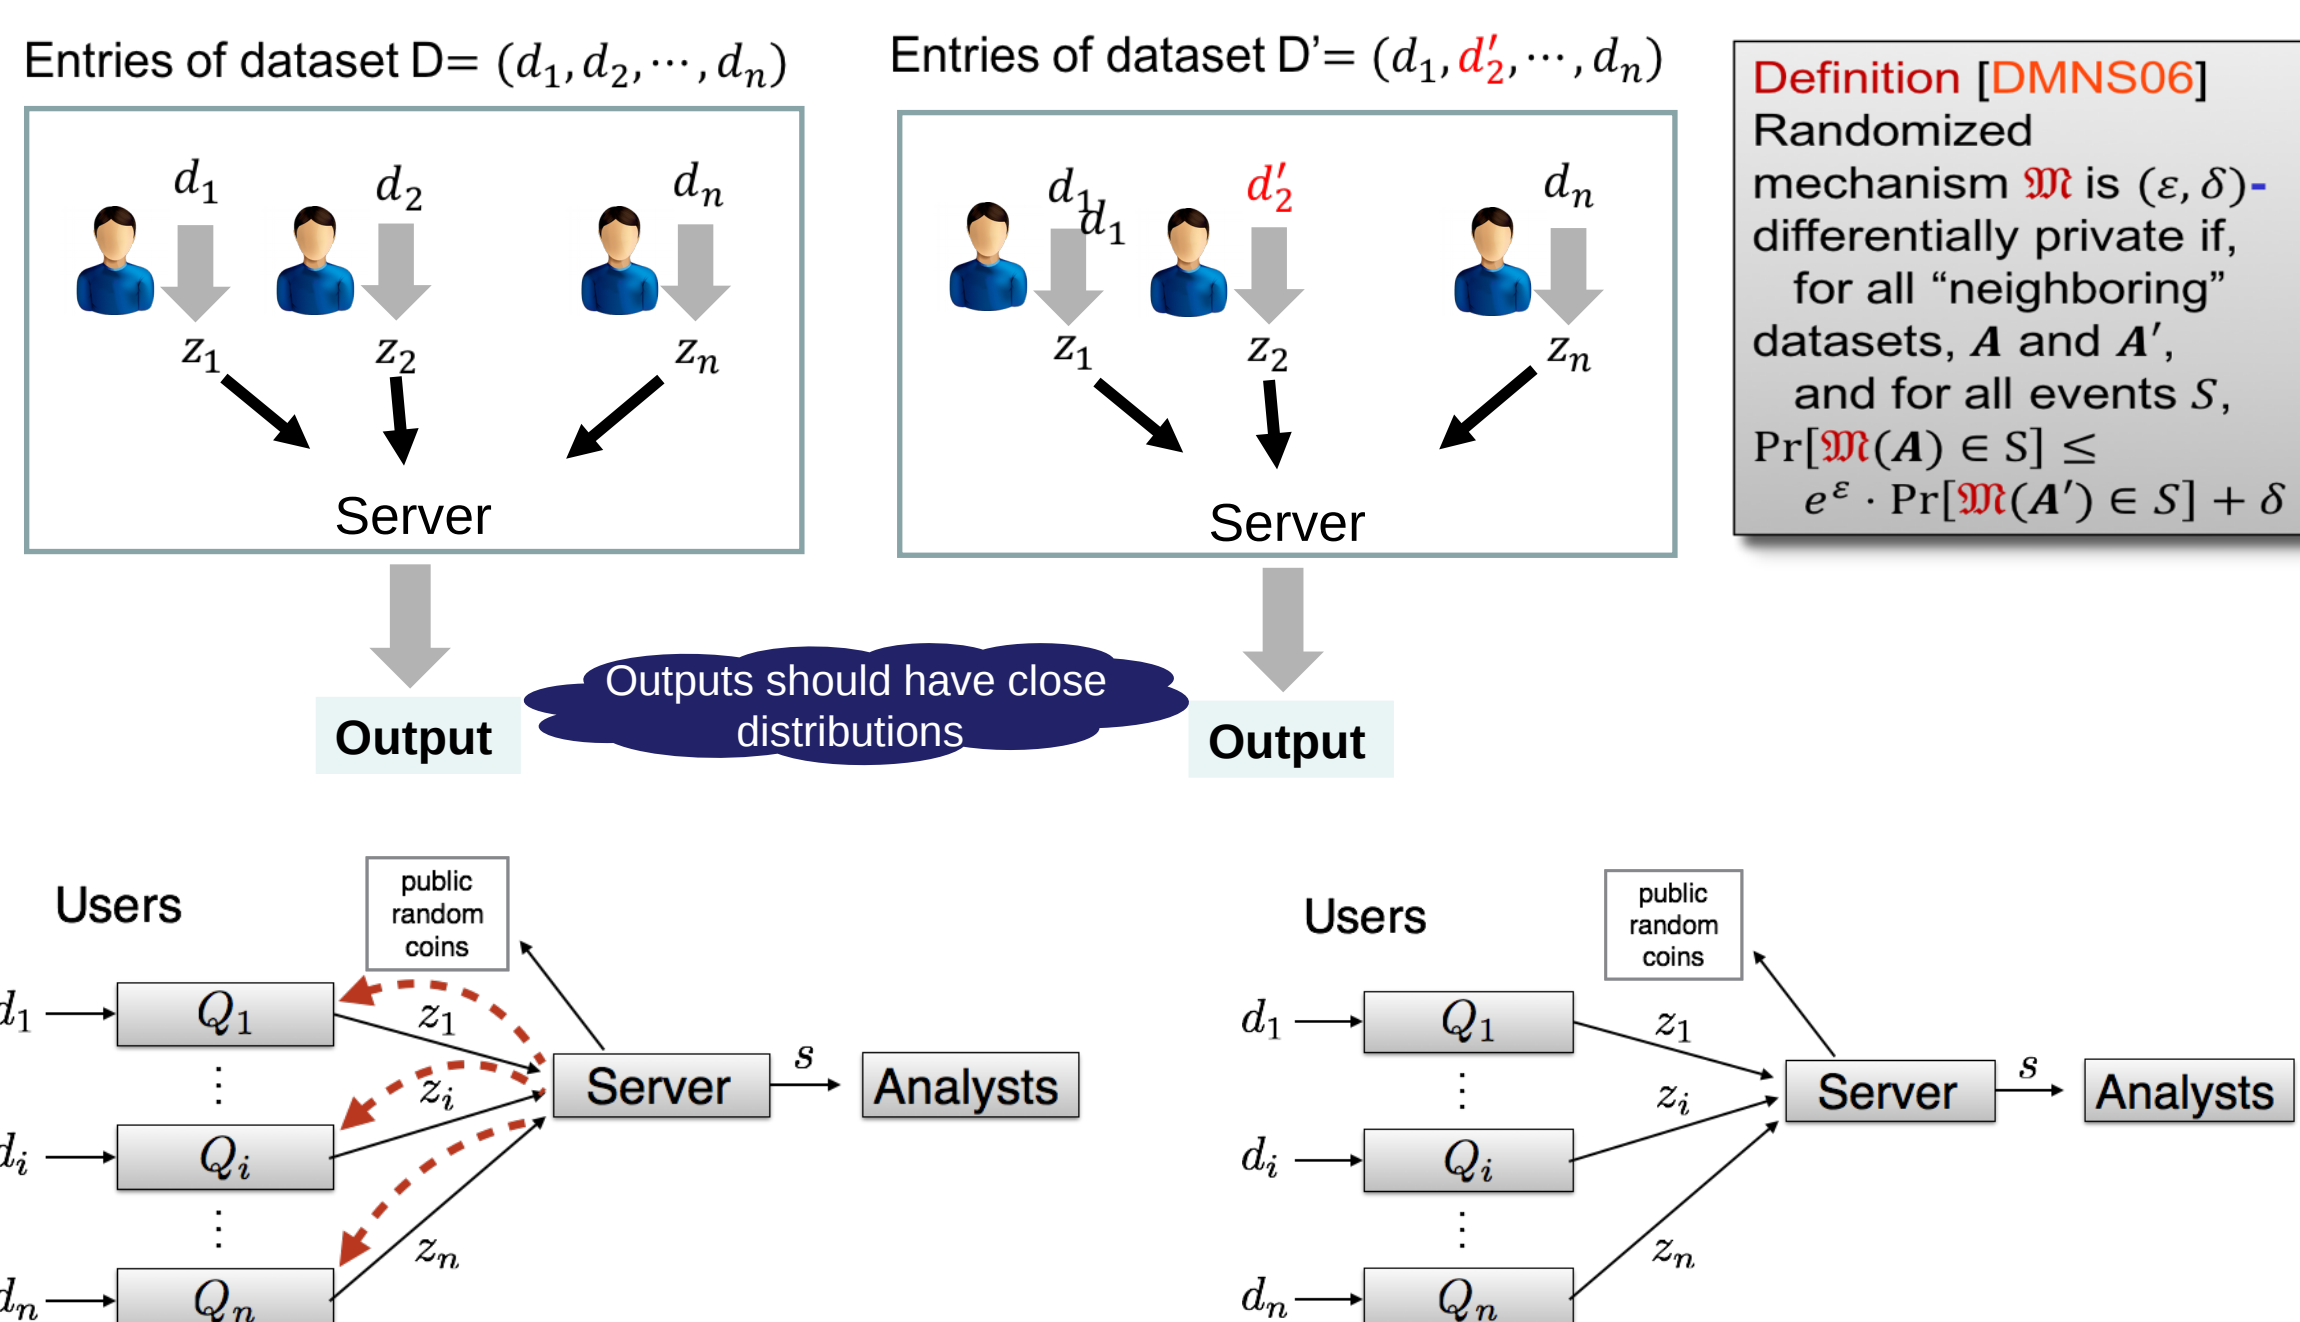 Entries of dataset D= (d₁, d₂, ⋯, dₙ)
d₁
d₂
dₙ
z₁
z₂
zₙ
Server
Output
Entries of dataset D’= (d₁, d′₂, ⋯, dₙ)
d₁
d₁
d′₂
dₙ
z₁
z₂
zₙ
Server
Output
Outputs should have close
distributions
Definition [DMNS06]
Randomized
mechanism 𝔐 is (ε, δ)-
differentially private if,
for all “neighboring”
datasets, A and A′,
and for all events S,
Pr[𝔐(A) ∈ S] ≤
e^ε · Pr[𝔐(A′) ∈ S] + δ
Users
public
random
coins
d₁
Q₁
z₁
⋮
dᵢ
Qᵢ
zᵢ
⋮
dₙ
Qₙ
zₙ
Server
s
Analysts
Users
public
random
coins
d₁
Q₁
z₁
⋮
dᵢ
Qᵢ
zᵢ
⋮
dₙ
Qₙ
zₙ
Server
s
Analysts